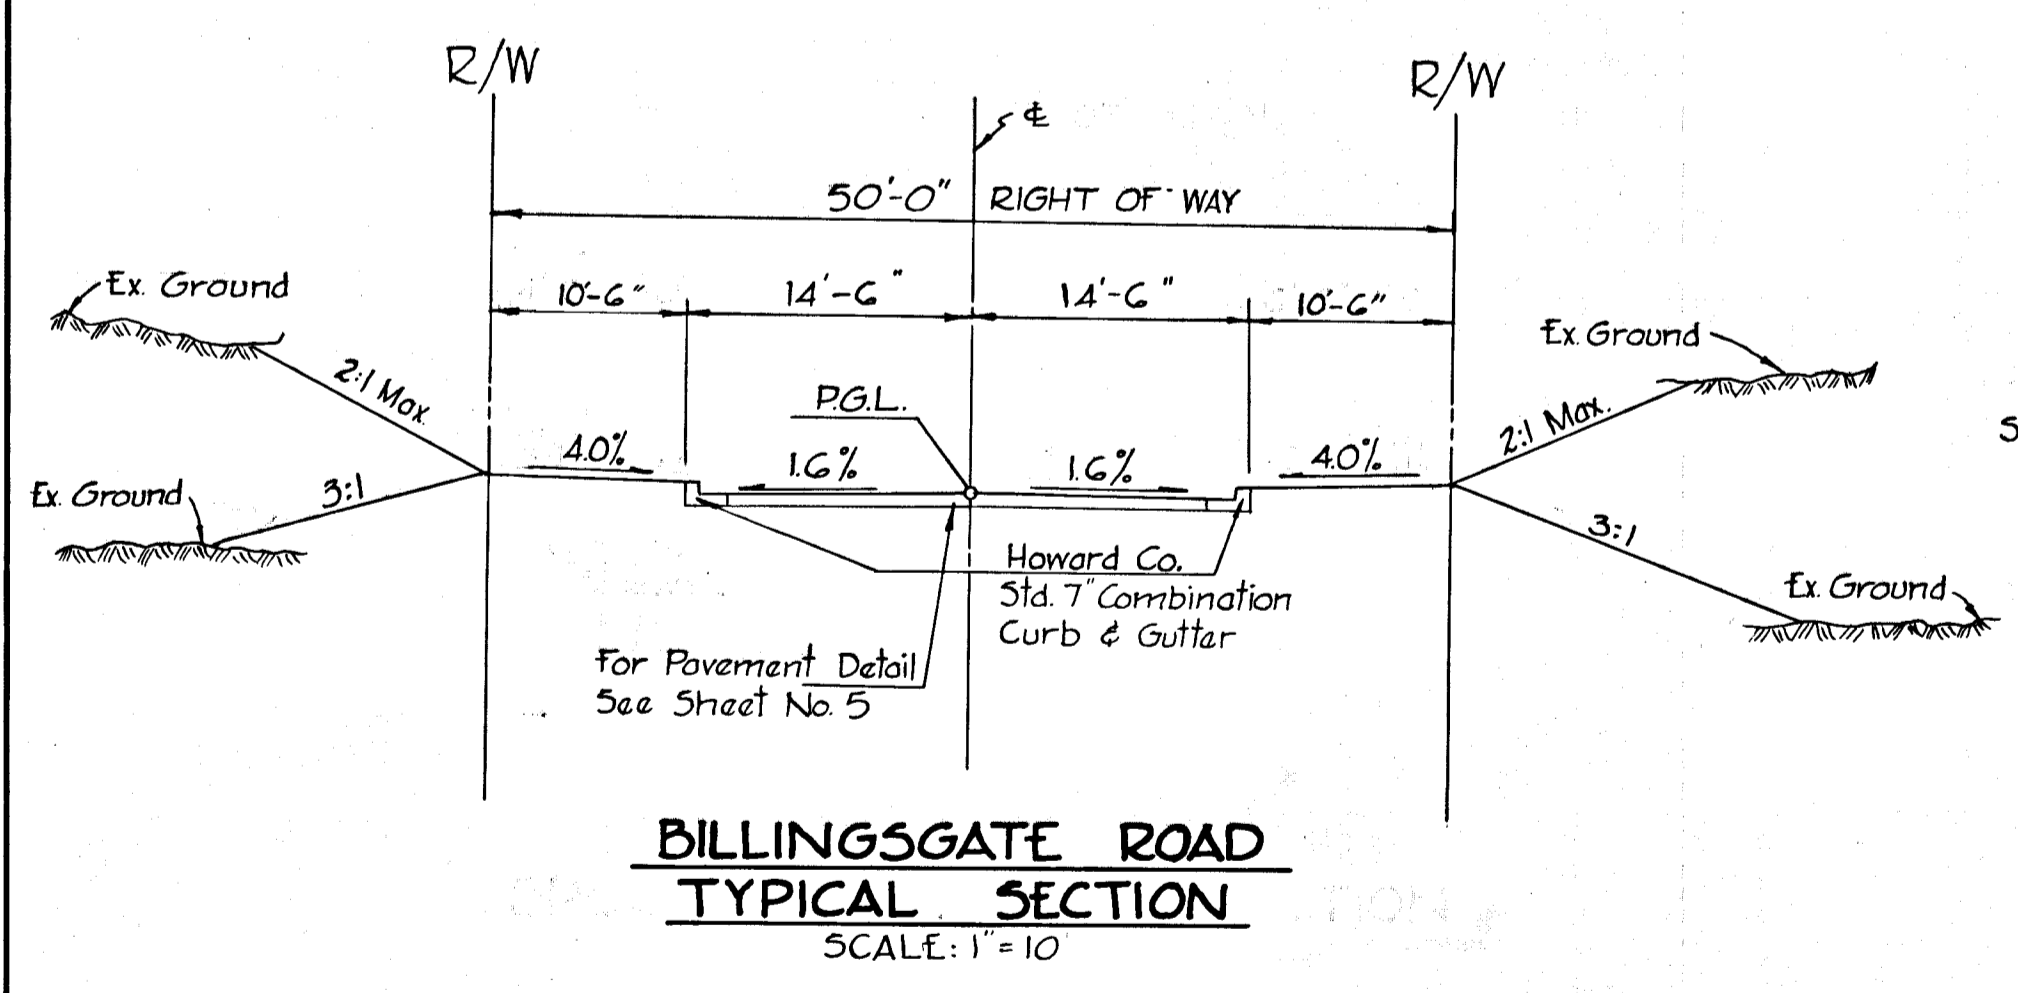 R/W
R/W
℄
50'-0" RIGHT OF WAY
10'-6"
14'-6"
14'-6"
10'-6"
Ex. Ground
Ex. Ground
2:1 Max.
2:1 Max.
P.G.L.
4.0%
1.6%
1.6%
4.0%
S
Ex. Ground
3:1
3:1
Ex. Ground
Howard Co.
Std. 7" Combination
Curb & Gutter
For Pavement Detail
See Sheet No. 5
BILLINGSGATE ROAD
TYPICAL SECTION
SCALE: 1" = 10'